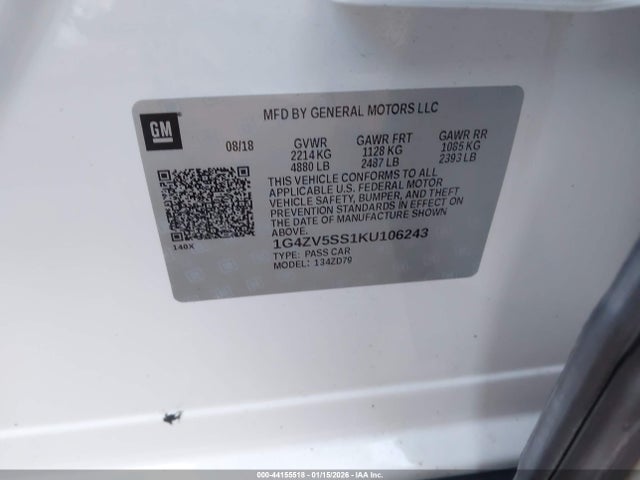 GM
MFD BY GENERAL MOTORS LLC
08/18 GVWR GAWR FRT GAWR RR
2214 KG 1128 KG 1085 KG
4880 LB 2487 LB 2393 LB
THIS VEHICLE CONFORMS TO ALL
APPLICABLE U.S. FEDERAL MOTOR
VEHICLE SAFETY, BUMPER, AND THEFT
PREVENTION STANDARDS IN EFFECT ON
THE DATE OF MANUFACTURE SHOWN
ABOVE.
140X
1G4ZV5SS1KU106243
TYPE: PASS CAR
MODEL: 134ZD79
000-44155518 - 01/15/2026 - IAA Inc.